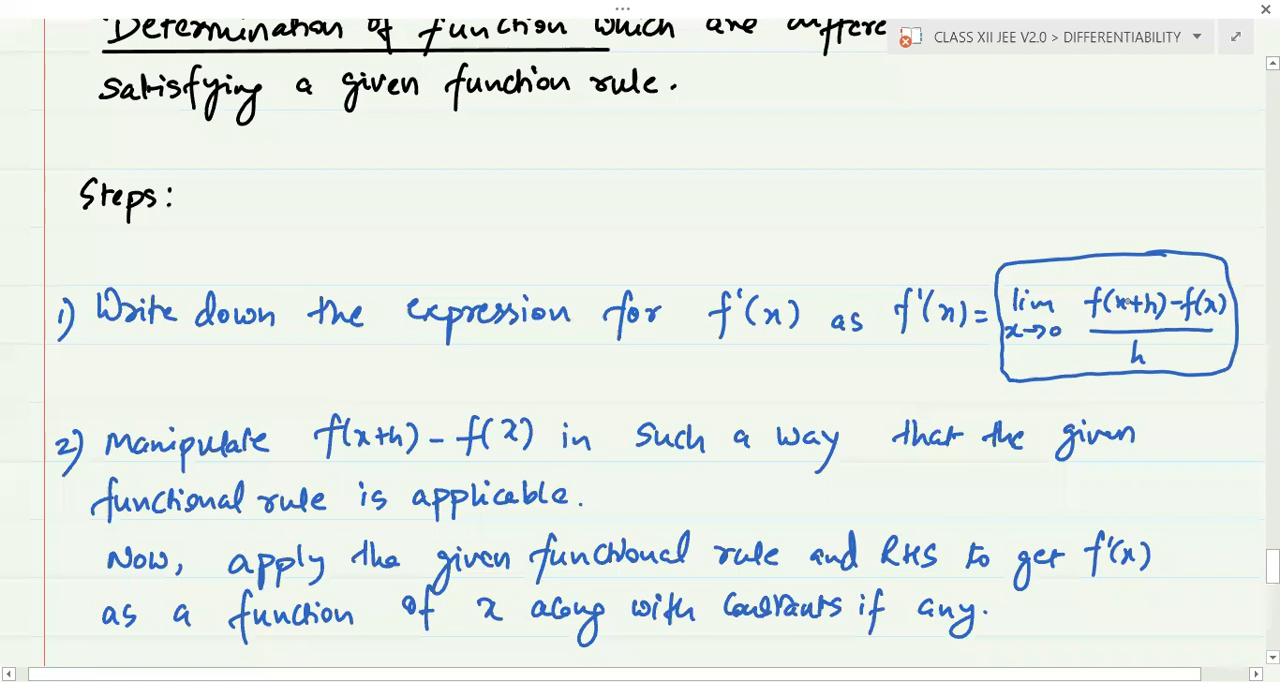 Determination of function which are differe
CLASS XII JEE V2.0 > DIFFERENTIABILITY
satisfying a given function rule.
Steps:
1) Write down the expression for f'(x) as f'(x) = lim x→0 f(x+h)-f(x) / h
2) Manipulate f(x+h) - f(x) in such a way that the given
functional rule is applicable.
Now, apply the given functional rule and RHS to get f'(x)
as a function of x along with constants if any.